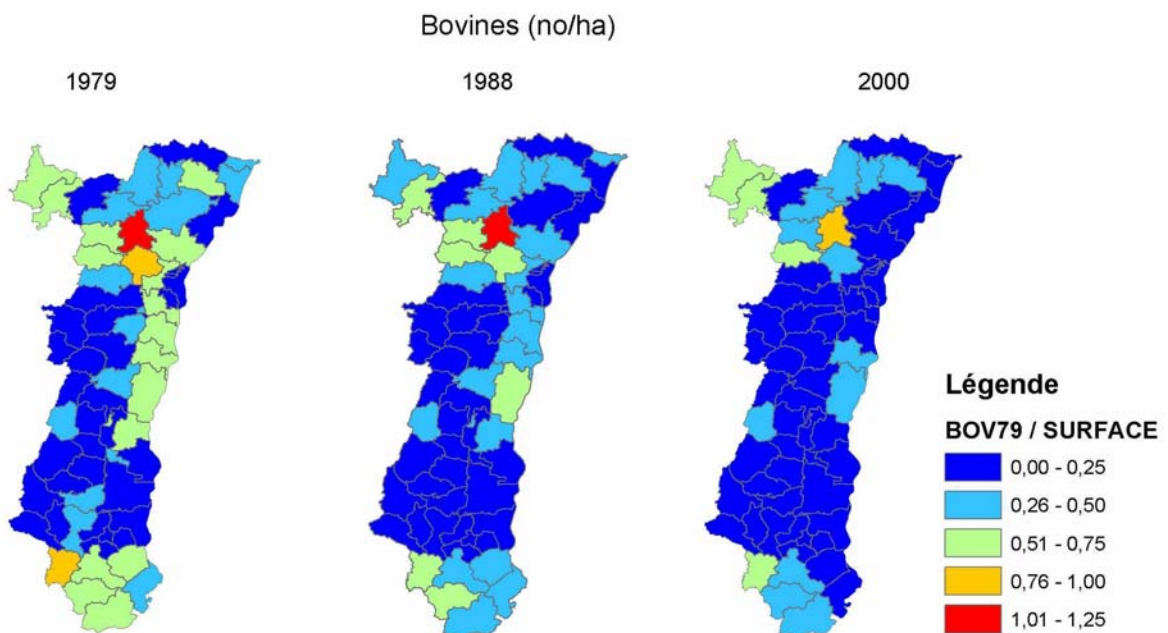 Bovines (no/ha)
1979
1988
2000
Légende
BOV79 / SURFACE
0,00 - 0,25
0,26 - 0,50
0,51 - 0,75
0,76 - 1,00
1,01 - 1,25